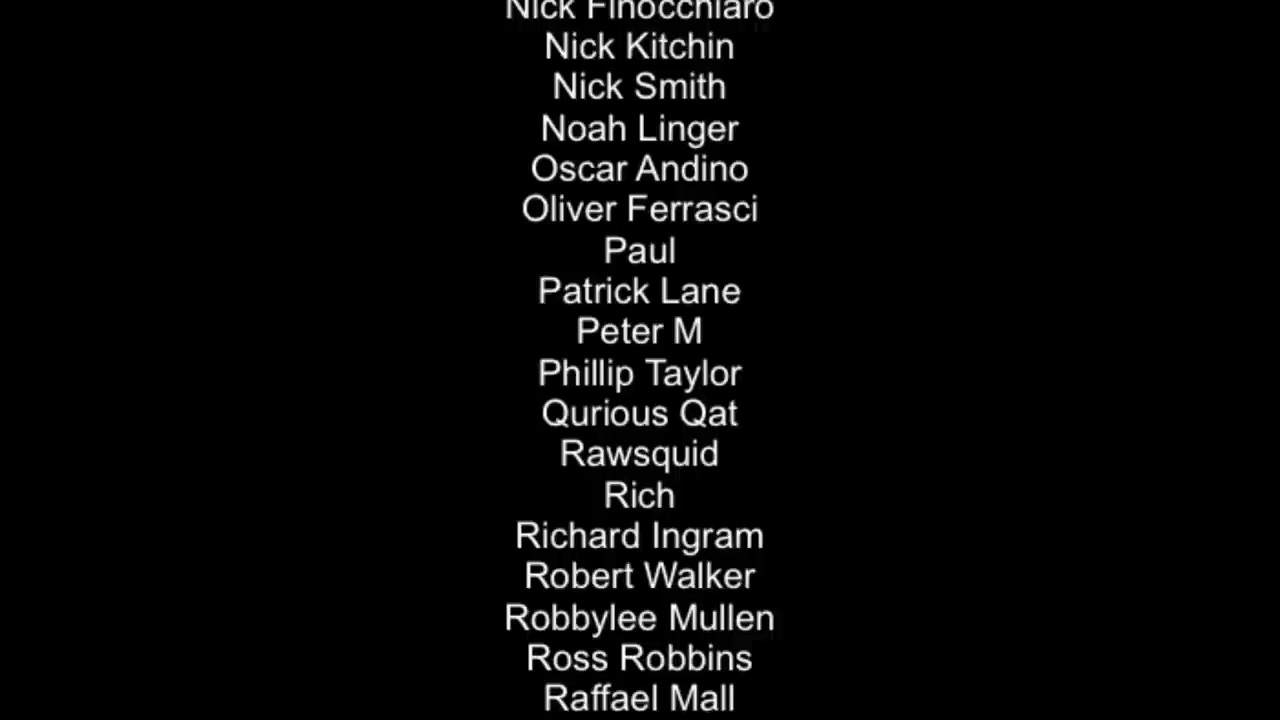 Nick Finocchiaro
Nick Kitchin
Nick Smith
Noah Linger
Oscar Andino
Oliver Ferrasci
Paul
Patrick Lane
Peter M
Phillip Taylor
Qurious Qat
Rawsquid
Rich
Richard Ingram
Robert Walker
Robbylee Mullen
Ross Robbins
Raffael Mall